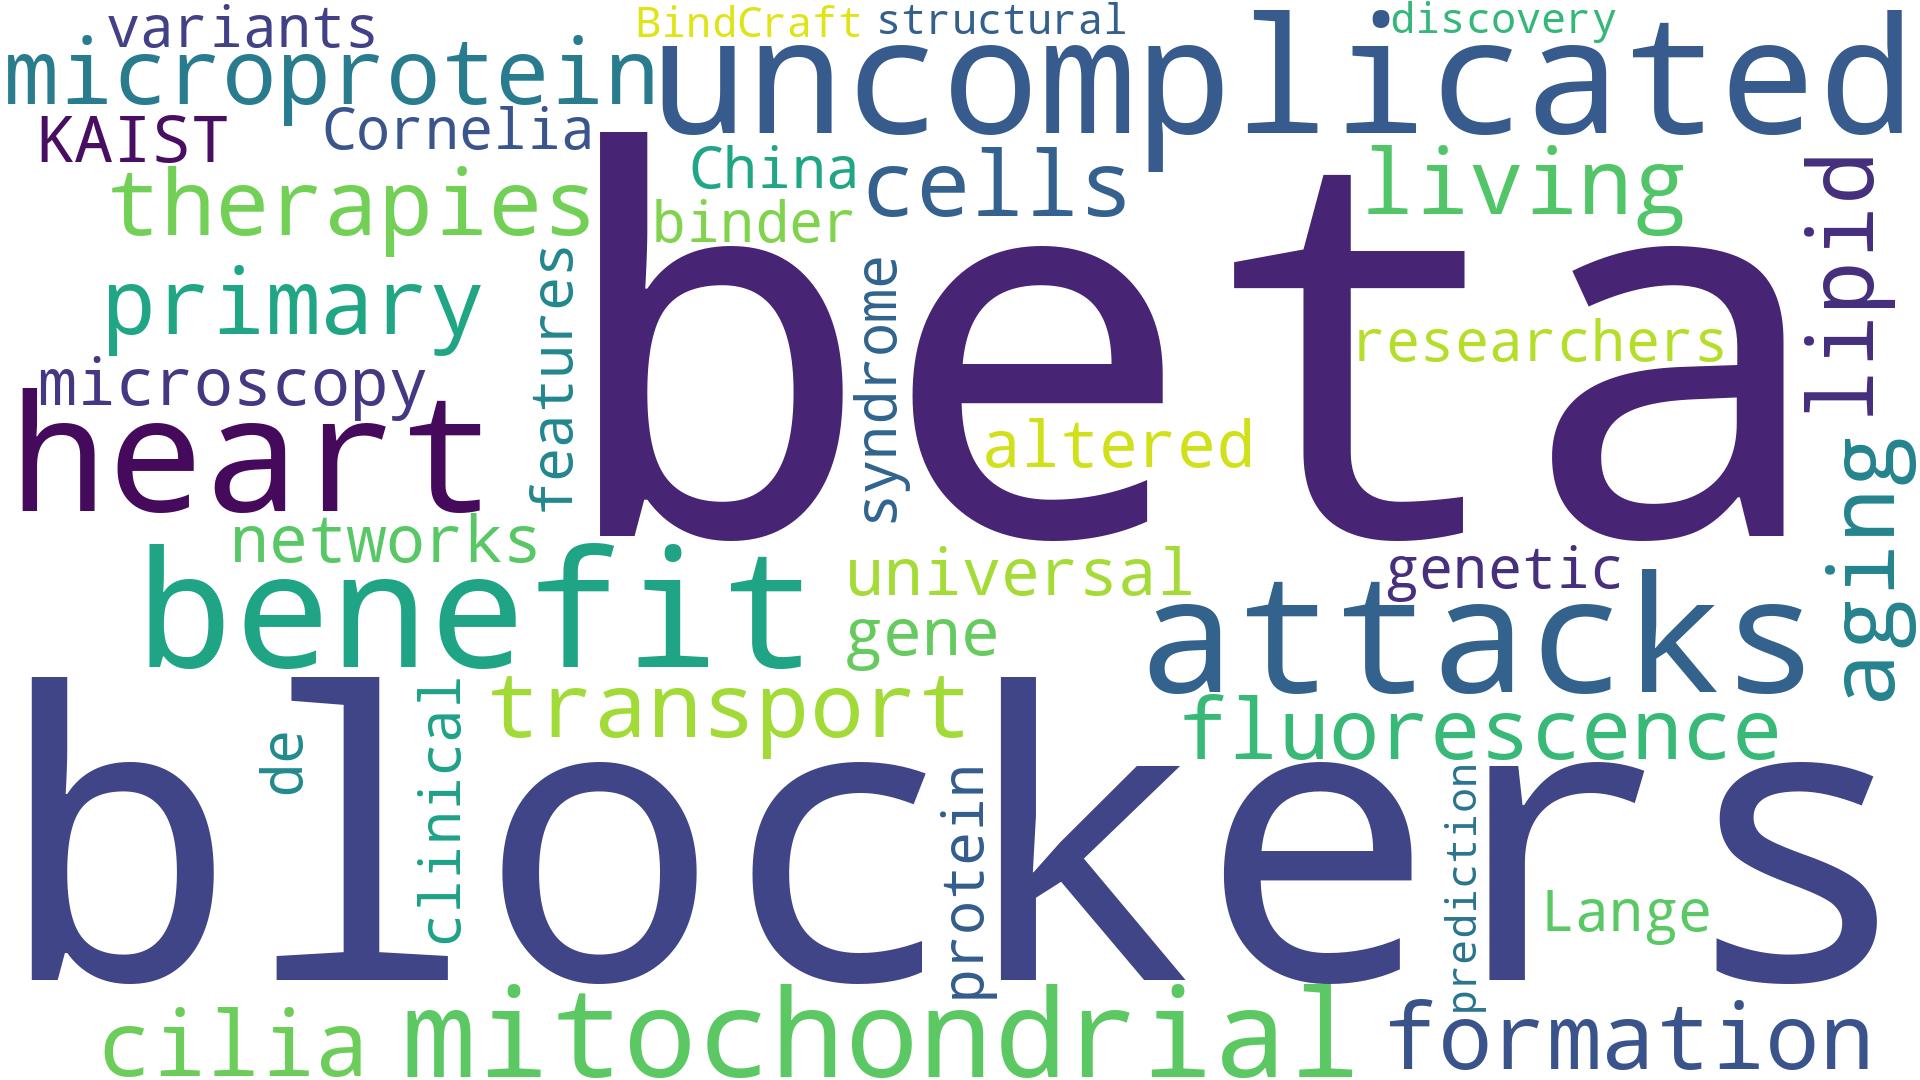 variants
BindCraft
structural
discovery
microprotein
uncomplicated
KAIST
Cornelia
China
cells
living
lipid
therapies
binder
beta
primary
features
syndrome
researchers
microscopy
heart
altered
aging
networks
benefit
universal
genetic
attacks
gene
clinical
transport
fluorescence
de
blockers
protein
prediction
Lange
cilia
mitochondrial
formation